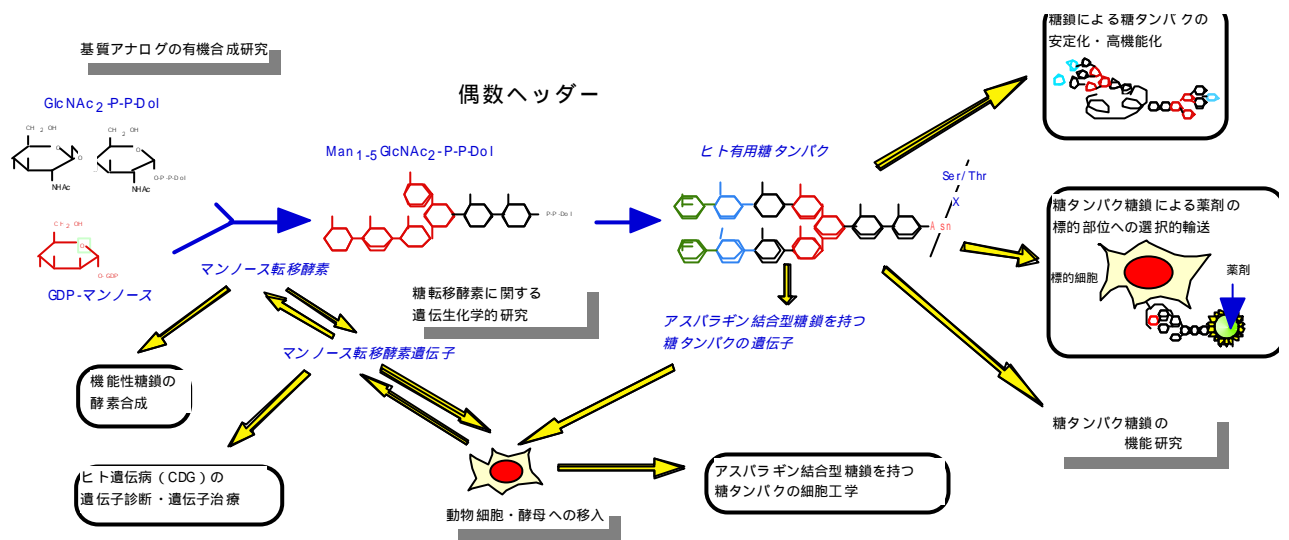 糖鎖による糖タンパクの
安定化・高機能化
基質アナログの有機合成研究
偶数ヘッダー
GlcNAc2-P-P-Dol
CH2OH
CH2OH
O
O
O
NHAc
NHAc
O-P-P-Dol
Man1-5GlcNAc2-P-P-Dol
P-P-Dol
ヒト有用糖タンパク
Ser/Thr
X
Asn
CH2OH
O
O-GDP
GDP-マンノース
マンノース転移酵素
糖転移酵素に関する
遺伝生化学的研究
マンノース転移酵素遺伝子
アスパラギン結合型糖鎖を持つ
糖タンパクの遺伝子
糖タンパク糖鎖による薬剤の
標的部位への選択的輸送
標的細胞
薬剤
機能性糖鎖の
酵素合成
糖タンパク糖鎖の
機能研究
ヒト遺伝病(CDG)の
遺伝子診断・遺伝子治療
アスパラギン結合型糖鎖を持つ
糖タンパクの細胞工学
動物細胞・酵母への移入